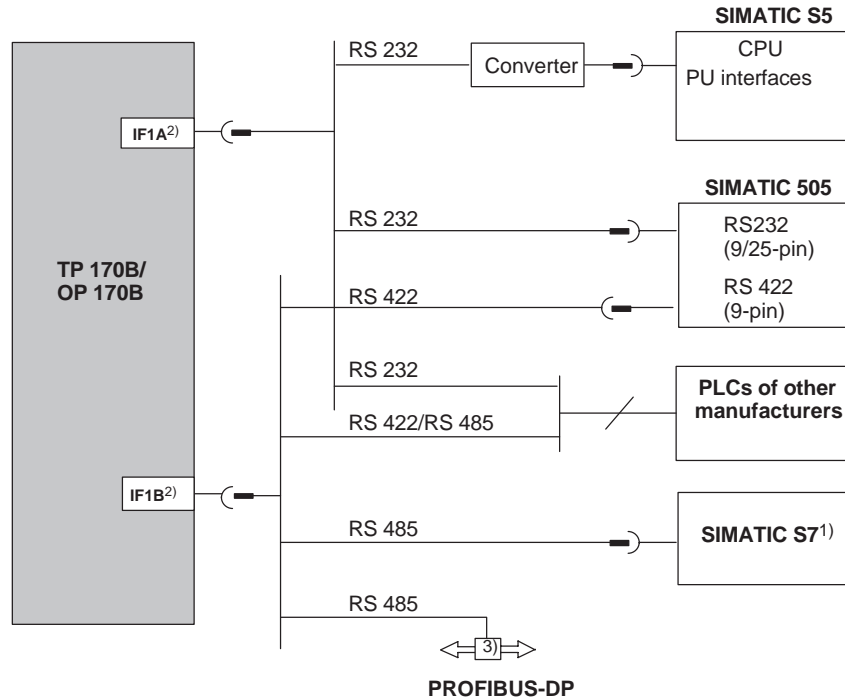 SIMATIC S5
RS 232
Converter
CPU
PU interfaces
IF1A2)
SIMATIC 505
RS 232
RS232
(9/25-pin)
TP 170B/
OP 170B
RS 422
RS 422
(9-pin)
RS 232
PLCs of other
manufacturers
RS 422/RS 485
IF1B2)
RS 485
SIMATIC S71)
RS 485
3)
PROFIBUS-DP